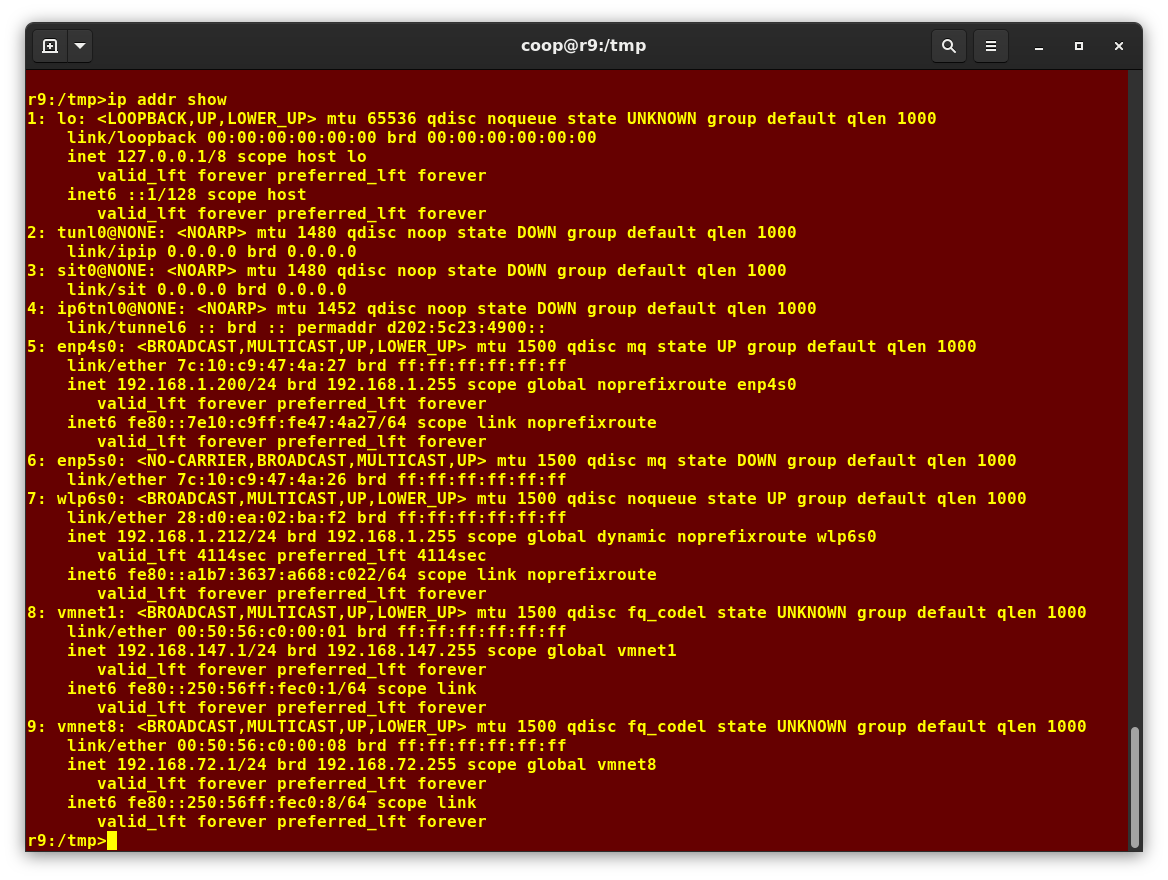 coop@r9:/tmp
r9:/tmp>ip addr show
1: lo: <LOOPBACK,UP,LOWER_UP> mtu 65536 qdisc noqueue state UNKNOWN group default qlen 1000
    link/loopback 00:00:00:00:00:00 brd 00:00:00:00:00:00
    inet 127.0.0.1/8 scope host lo
       valid_lft forever preferred_lft forever
    inet6 ::1/128 scope host
       valid_lft forever preferred_lft forever
2: tunl0@NONE: <NOARP> mtu 1480 qdisc noop state DOWN group default qlen 1000
    link/ipip 0.0.0.0 brd 0.0.0.0
3: sit0@NONE: <NOARP> mtu 1480 qdisc noop state DOWN group default qlen 1000
    link/sit 0.0.0.0 brd 0.0.0.0
4: ip6tnl0@NONE: <NOARP> mtu 1452 qdisc noop state DOWN group default qlen 1000
    link/tunnel6 :: brd :: permaddr d202:5c23:4900::
5: enp4s0: <BROADCAST,MULTICAST,UP,LOWER_UP> mtu 1500 qdisc mq state UP group default qlen 1000
    link/ether 7c:10:c9:47:4a:27 brd ff:ff:ff:ff:ff:ff
    inet 192.168.1.200/24 brd 192.168.1.255 scope global noprefixroute enp4s0
       valid_lft forever preferred_lft forever
    inet6 fe80::7e10:c9ff:fe47:4a27/64 scope link noprefixroute
       valid_lft forever preferred_lft forever
6: enp5s0: <NO-CARRIER,BROADCAST,MULTICAST,UP> mtu 1500 qdisc mq state DOWN group default qlen 1000
    link/ether 7c:10:c9:47:4a:26 brd ff:ff:ff:ff:ff:ff
7: wlp6s0: <BROADCAST,MULTICAST,UP,LOWER_UP> mtu 1500 qdisc noqueue state UP group default qlen 1000
    link/ether 28:d0:ea:02:ba:f2 brd ff:ff:ff:ff:ff:ff
    inet 192.168.1.212/24 brd 192.168.1.255 scope global dynamic noprefixroute wlp6s0
       valid_lft 4114sec preferred_lft 4114sec
    inet6 fe80::a1b7:3637:a668:c022/64 scope link noprefixroute
       valid_lft forever preferred_lft forever
8: vmnet1: <BROADCAST,MULTICAST,UP,LOWER_UP> mtu 1500 qdisc fq_codel state UNKNOWN group default qlen 1000
    link/ether 00:50:56:c0:00:01 brd ff:ff:ff:ff:ff:ff
    inet 192.168.147.1/24 brd 192.168.147.255 scope global vmnet1
       valid_lft forever preferred_lft forever
    inet6 fe80::250:56ff:fec0:1/64 scope link
       valid_lft forever preferred_lft forever
9: vmnet8: <BROADCAST,MULTICAST,UP,LOWER_UP> mtu 1500 qdisc fq_codel state UNKNOWN group default qlen 1000
    link/ether 00:50:56:c0:00:08 brd ff:ff:ff:ff:ff:ff
    inet 192.168.72.1/24 brd 192.168.72.255 scope global vmnet8
       valid_lft forever preferred_lft forever
    inet6 fe80::250:56ff:fec0:8/64 scope link
       valid_lft forever preferred_lft forever
r9:/tmp>